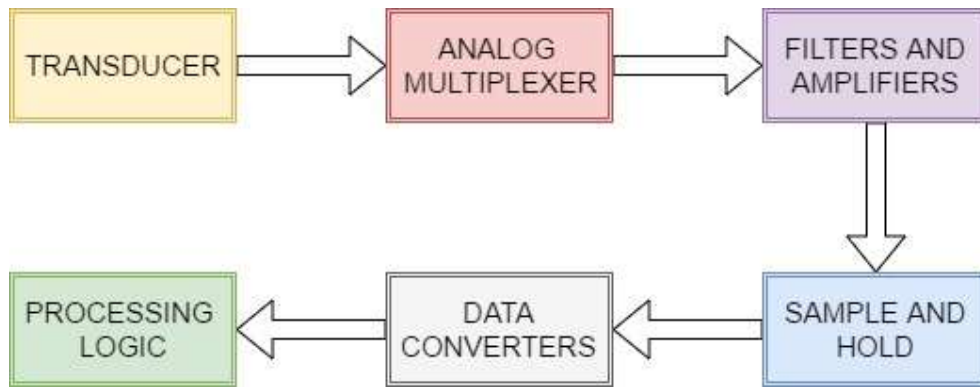 TRANSDUCER
ANALOG
MULTIPLEXER
FILTERS AND
AMPLIFIERS
SAMPLE AND
HOLD
DATA
CONVERTERS
PROCESSING
LOGIC